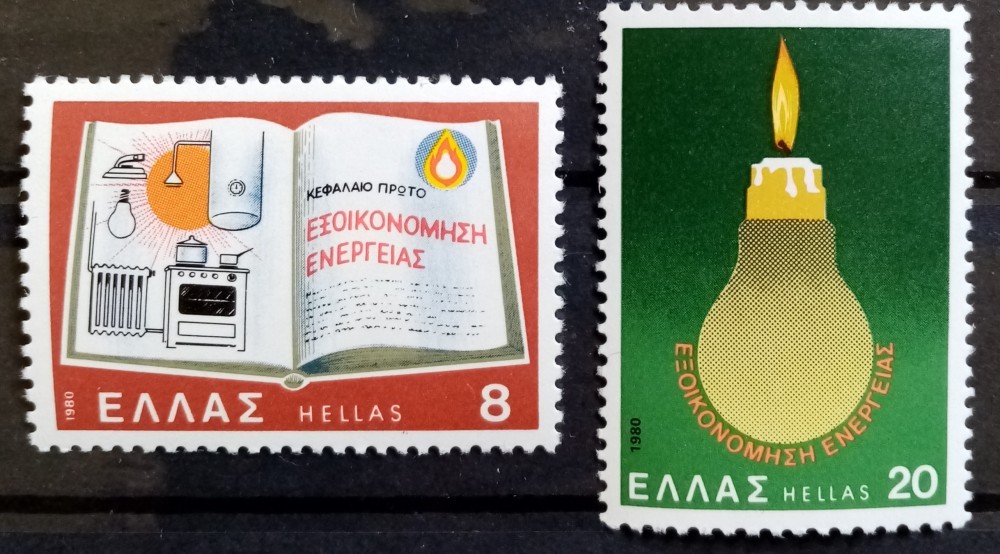 ΚΕΦΑΛΑΙΟ ΠΡΩΤΟ
ΕΞΟΙΚΟΝΟΜΗΣΗ
ΕΝΕΡΓΕΙΑΣ
1980 ΕΛΛΑΣ HELLAS 8
ΕΞΟΙΚΟΝΟΜΗΣΗ ΕΝΕΡΓΕΙΑΣ
1980
ΕΛΛΑΣ HELLAS 20